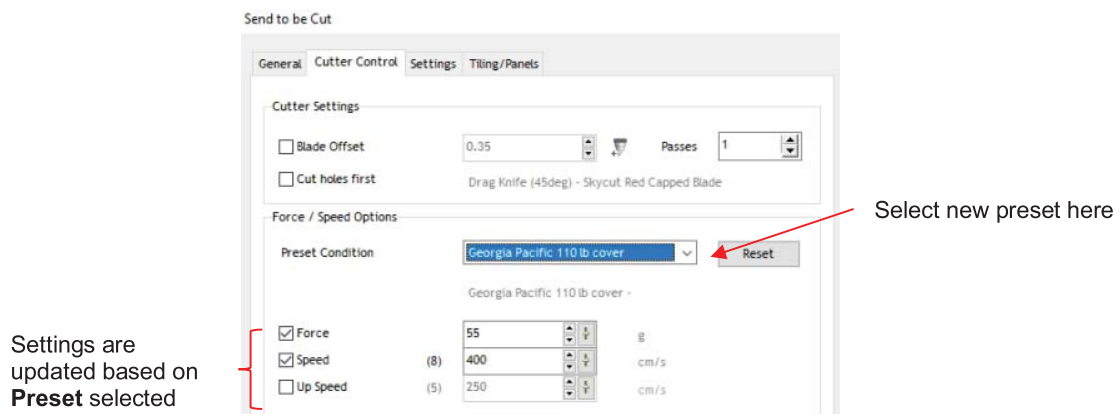 Send to be Cut
General Cutter Control Settings Tiling/Panels
Cutter Settings
Blade Offset 0.35 Passes 1
Cut holes first Drag Knife (45deg) - Skycut Red Capped Blade
Select new preset here
Force / Speed Options
Preset Condition Georgia Pacific 110 lb cover Reset
Georgia Pacific 110 lb cover -
Force 55 g
Settings are
Speed (8) 400 cm/s
updated based on
Up Speed (5) 250 cm/s
Preset selected